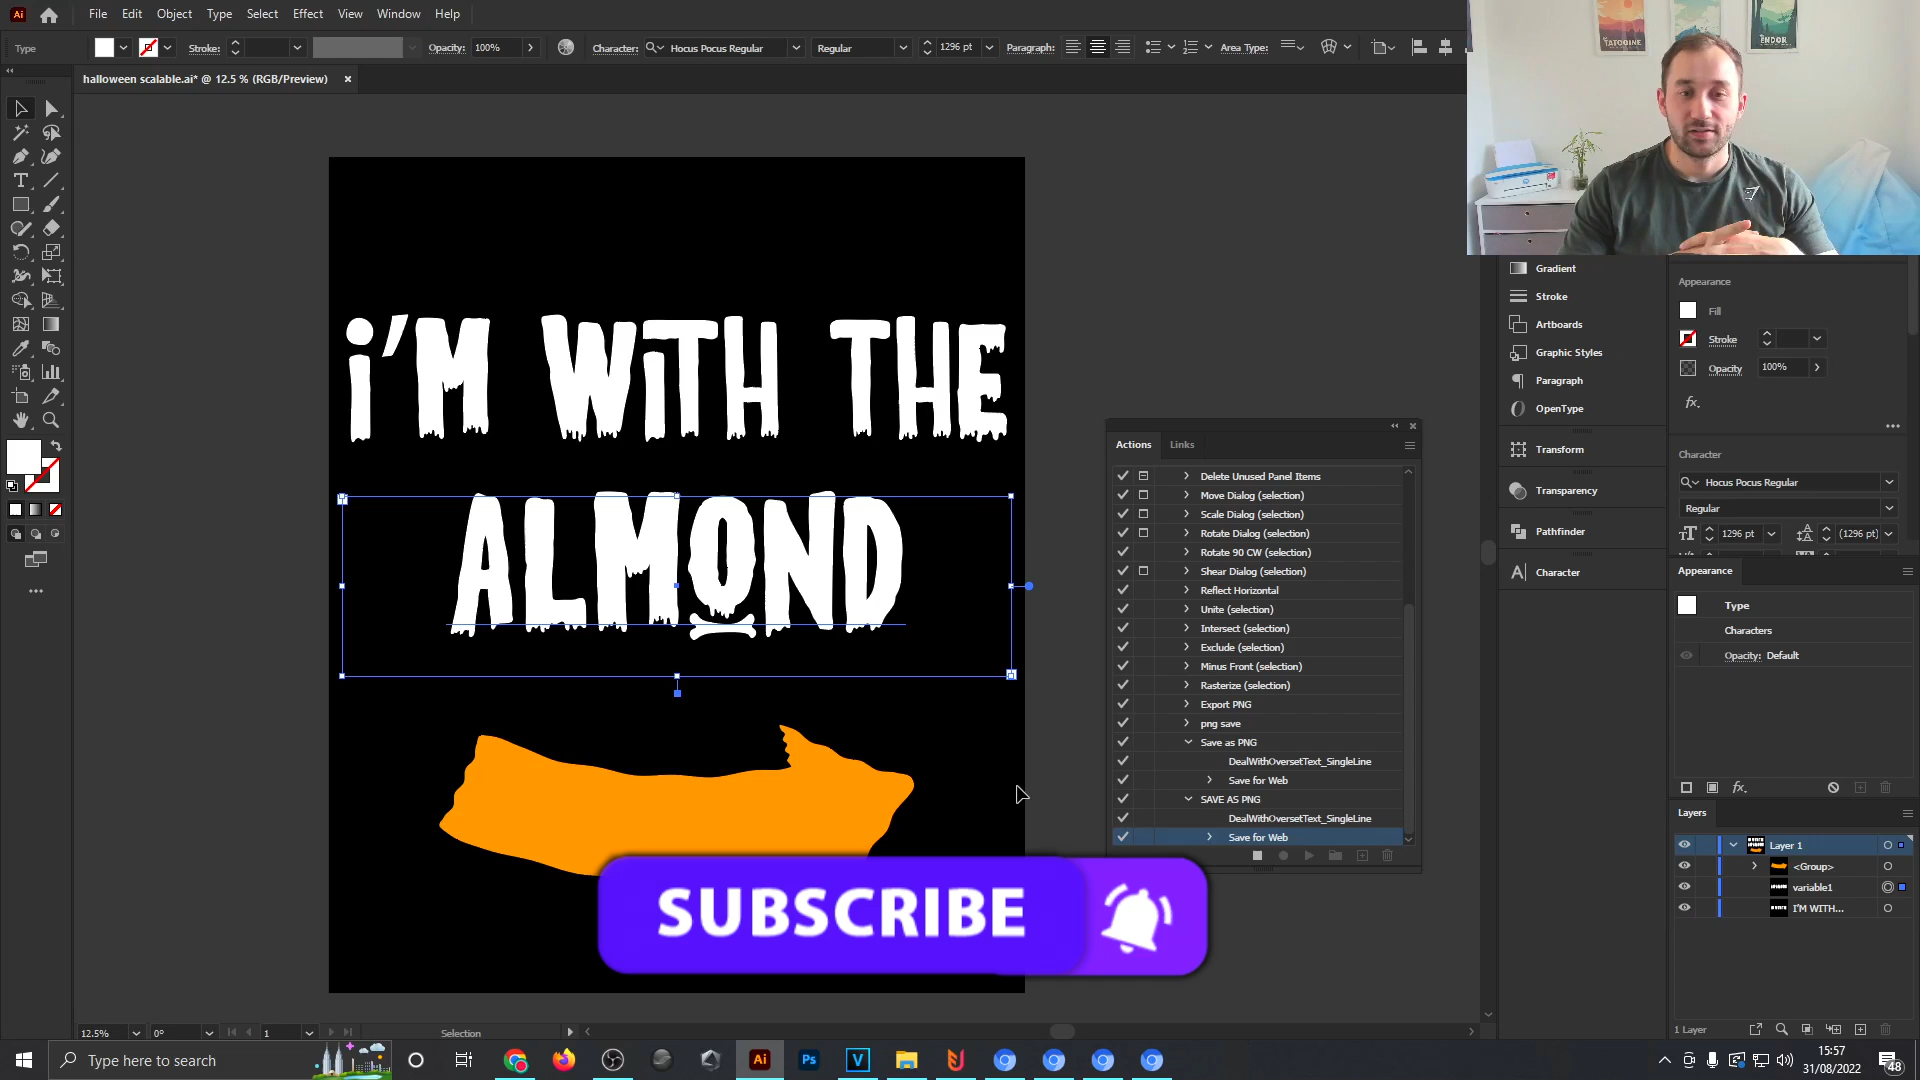 File Edit Object Type Select Effect View Window Help
Type Stroke: Opacity: 100% Character: Hocus Pocus Regular Regular 1296 pt Paragraph: Area Type:
halloween scalable.ai* @ 12.5 % (RGB/Preview)
TATOOINE
ENDOR
I'M WITH THE
ALMOND
SUBSCRIBE
Actions Links
Delete Unused Panel Items
Move Dialog (selection)
Scale Dialog (selection)
Rotate Dialog (selection)
Rotate 90 CW (selection)
Shear Dialog (selection)
Reflect Horizontal
Unite (selection)
Intersect (selection)
Exclude (selection)
Minus Front (selection)
Rasterize (selection)
Export PNG
png save
Save as PNG
DealWithOversetText_SingleLine
Save for Web
SAVE AS PNG
DealWithOversetText_SingleLine
Save for Web
Gradient
Stroke
Artboards
Graphic Styles
Paragraph
OpenType
Transform
Transparency
Pathfinder
Character
Appearance
Fill
Stroke
Opacity 100%
fx.
Character
Hocus Pocus Regular
Regular
1296 pt (1296 pt)
Appearance
Type
Characters
Opacity: Default
Layers
Layer 1
<Group>
variable1
I'M WITH...
1 Layer
12.5% 0° 1 Selection
Type here to search
Ai Ps V
15:57
31/08/2022
48